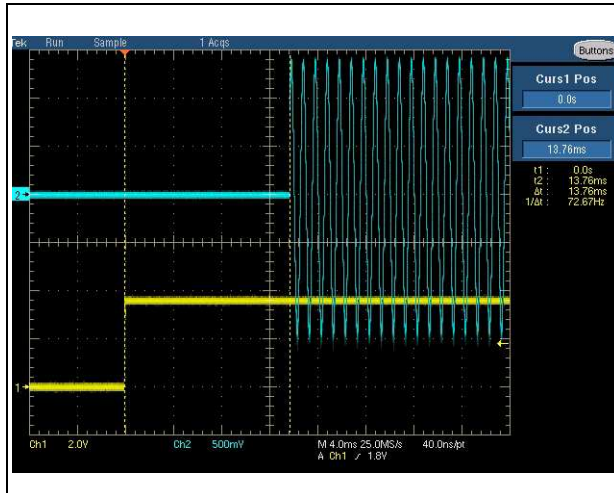 Tek Run Sample 1 Acqs
Buttons
Curs1 Pos
0.0s
Curs2 Pos
13.76ms
t1 : 0.0s
t2 : 13.76ms
Δt : 13.76ms
1/Δt : 72.67Hz
2
1
Ch1 2.0V Ch2 500mV M 4.0ms 25.0MS/s 40.0ns/pt
A Ch1 ⌿ 1.8V